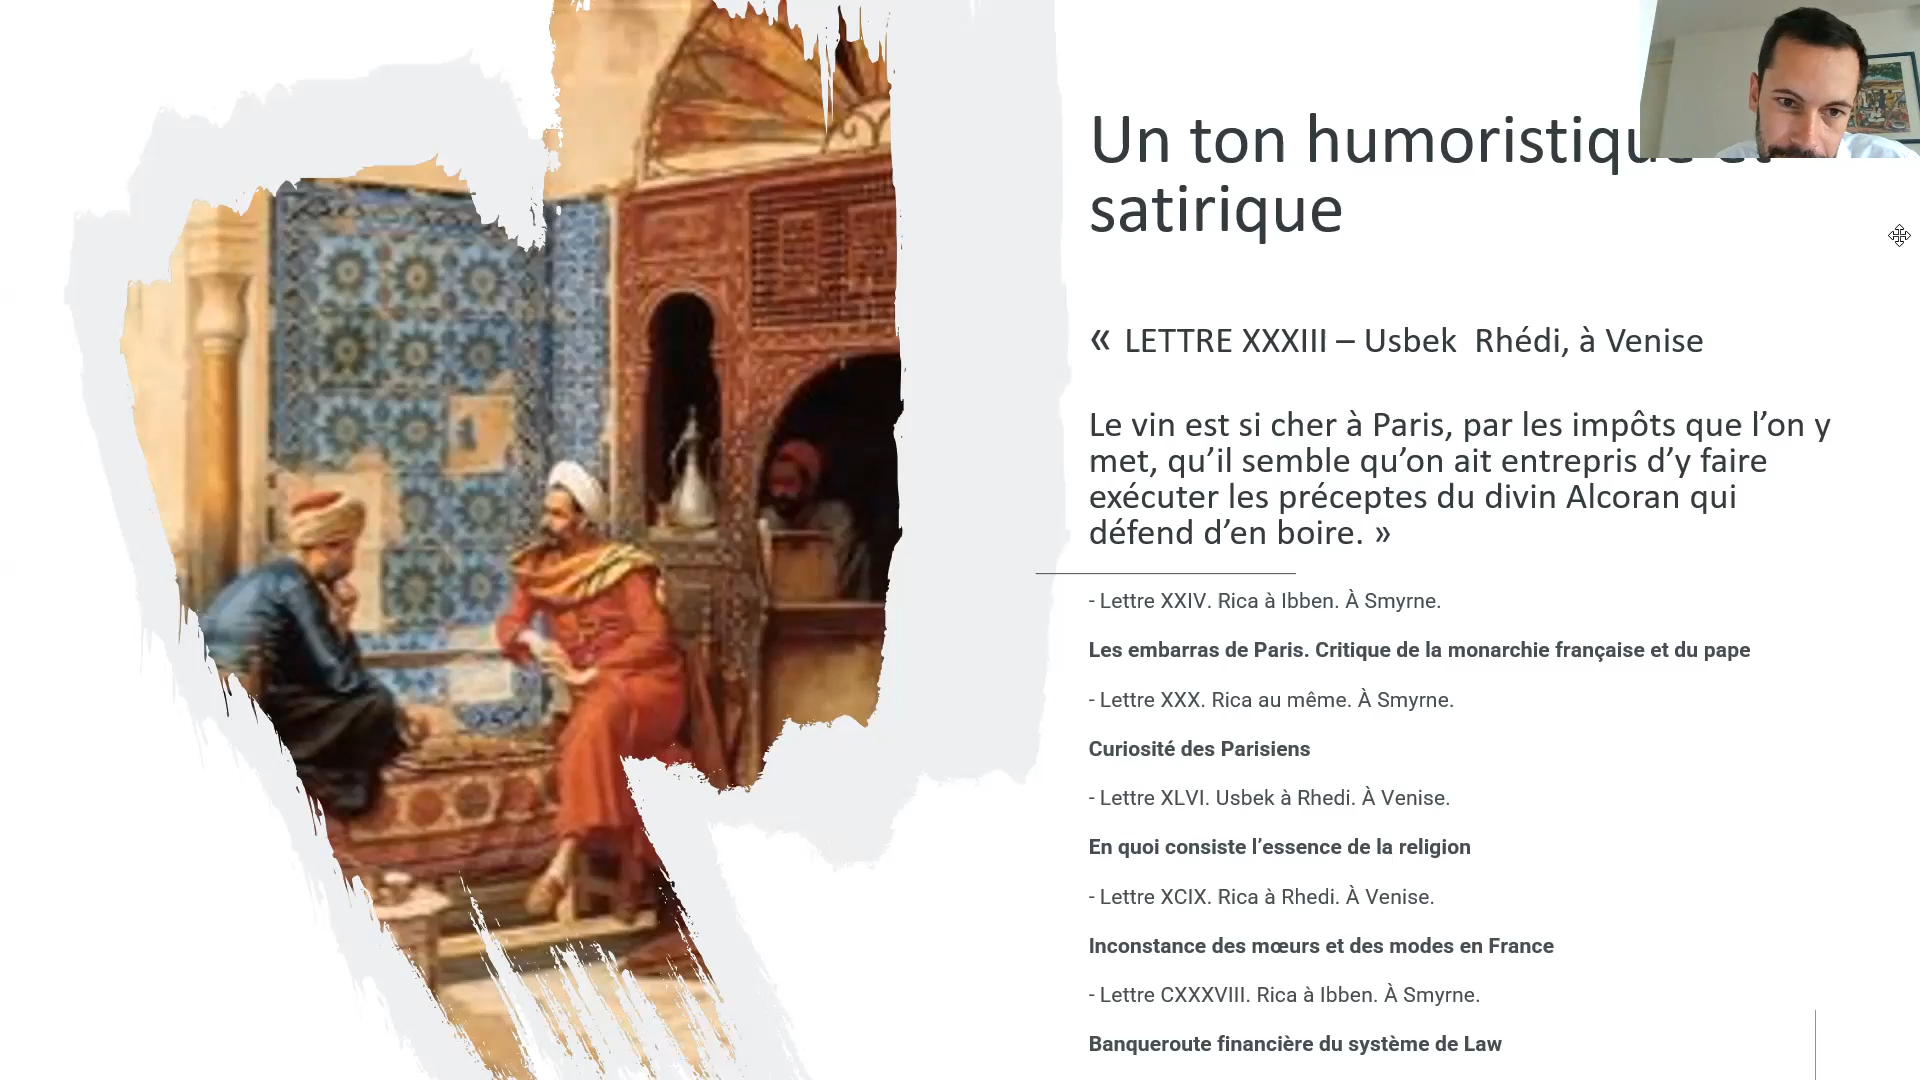 Un ton humoristique et
satirique
« LETTRE XXXIII – Usbek Rhédi, à Venise
Le vin est si cher à Paris, par les impôts que l’on y
met, qu’il semble qu’on ait entrepris d’y faire
exécuter les préceptes du divin Alcoran qui
défend d’en boire. »
- Lettre XXIV. Rica à Ibben. À Smyrne.
Les embarras de Paris. Critique de la monarchie française et du pape
- Lettre XXX. Rica au même. À Smyrne.
Curiosité des Parisiens
- Lettre XLVI. Usbek à Rhedi. À Venise.
En quoi consiste l’essence de la religion
- Lettre XCIX. Rica à Rhedi. À Venise.
Inconstance des mœurs et des modes en France
- Lettre CXXXVIII. Rica à Ibben. À Smyrne.
Banqueroute financière du système de Law